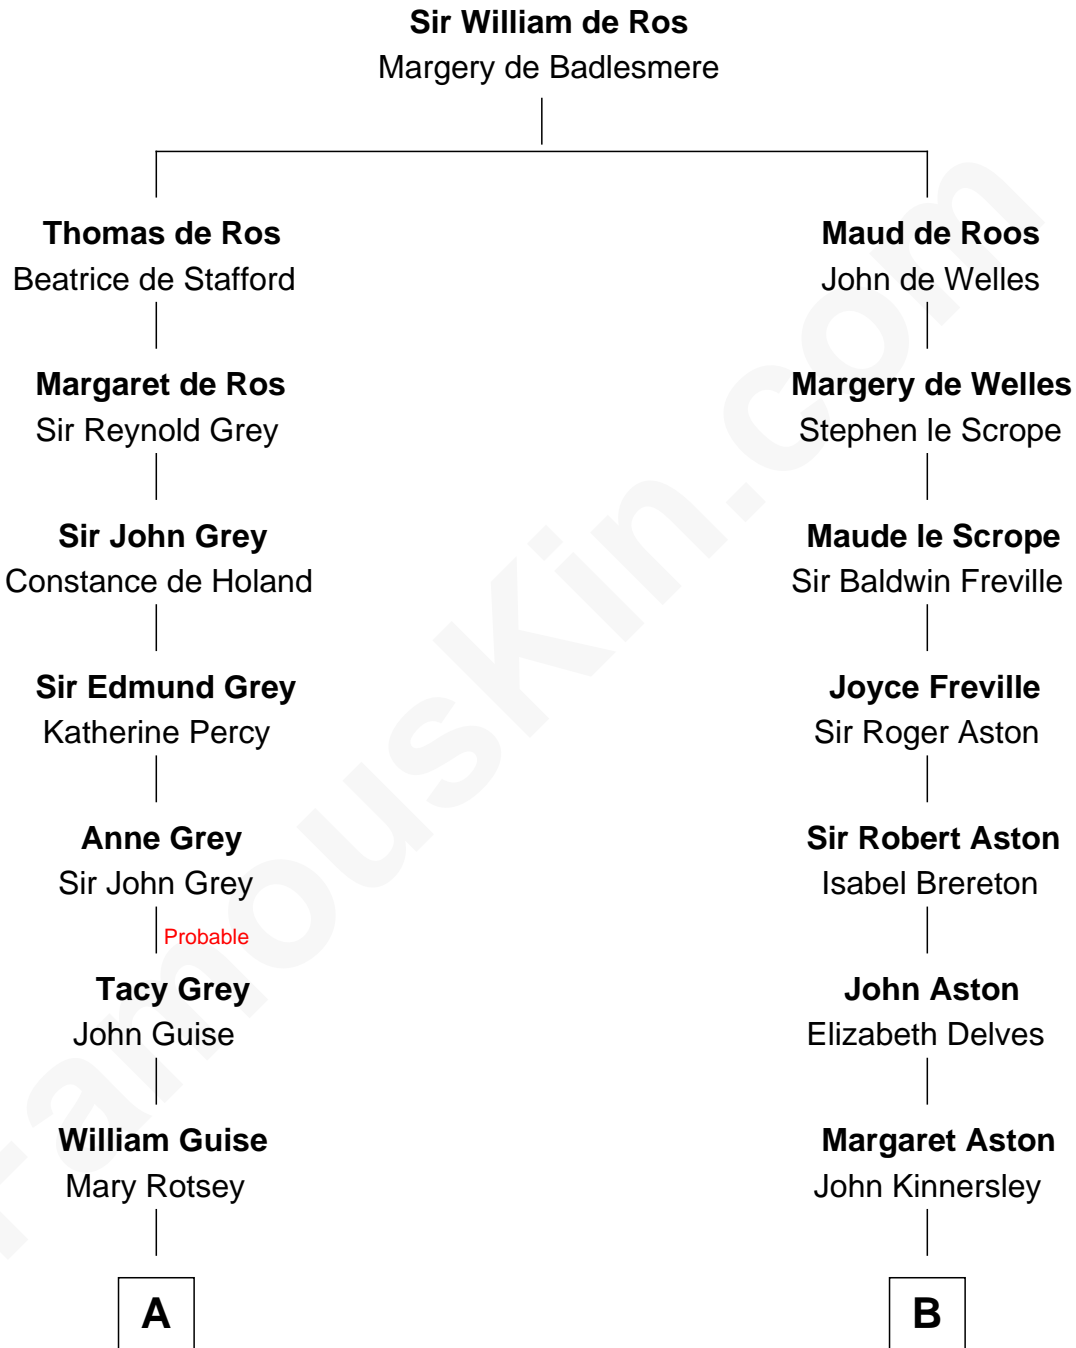 Sir William de Ros
Margery de Badlesmere
Thomas de Ros
Beatrice de Stafford
Margaret de Ros
Sir Reynold Grey
Sir John Grey
Constance de Holand
Sir Edmund Grey
Katherine Percy
Anne Grey
Sir John Grey
Probable
Tacy Grey
John Guise
William Guise
Mary Rotsey
A
Maud de Roos
John de Welles
Margery de Welles
Stephen le Scrope
Maude le Scrope
Sir Baldwin Freville
Joyce Freville
Sir Roger Aston
Sir Robert Aston
Isabel Brereton
John Aston
Elizabeth Delves
Margaret Aston
John Kinnersley
B
FamousKin.com